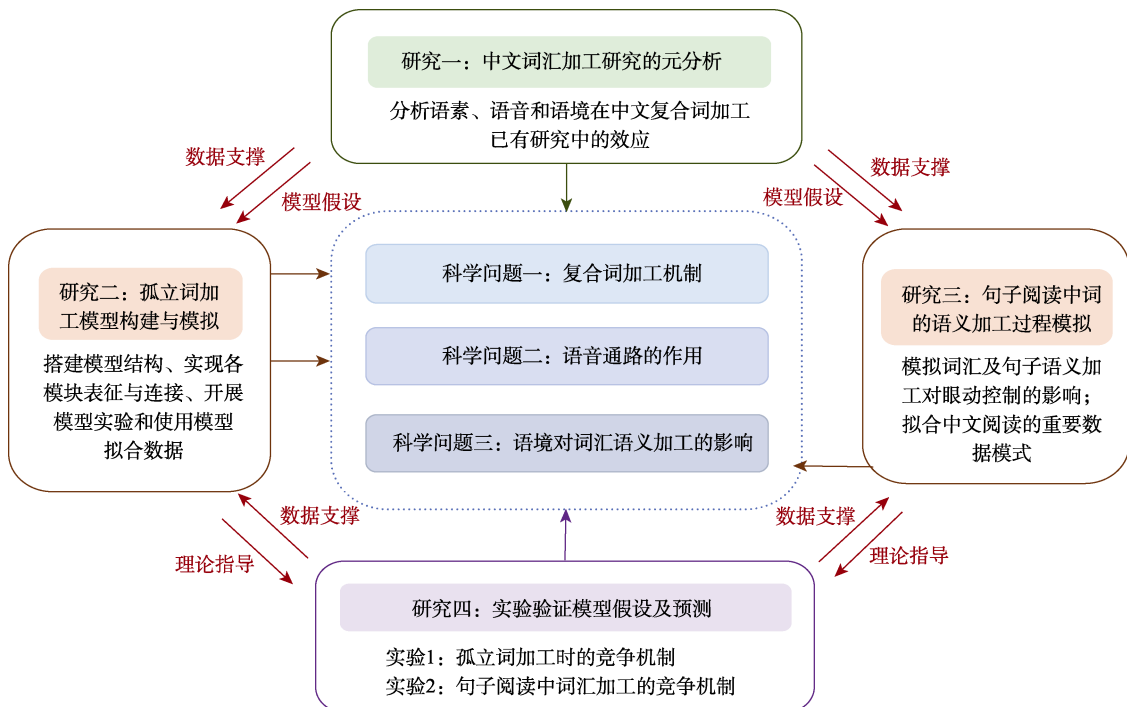 研究一：中文词汇加工研究的元分析
分析语素、语音和语境在中文复合词加工
已有研究中的效应
数据支撑
模型假设
数据支撑
模型假设
研究二：孤立词加
工模型构建与模拟
搭建模型结构、实现各
模块表征与连接、开展
模型实验和使用模型
拟合数据
科学问题一：复合词加工机制
科学问题二：语音通路的作用
科学问题三：语境对词汇语义加工的影响
研究三：句子阅读中词
的语义加工过程模拟
模拟词汇及句子语义加
工对眼动控制的影响；
拟合中文阅读的重要数
据模式
数据支撑
理论指导
数据支撑
理论指导
研究四：实验验证模型假设及预测
实验1：孤立词加工时的竞争机制
实验2：句子阅读中词汇加工的竞争机制